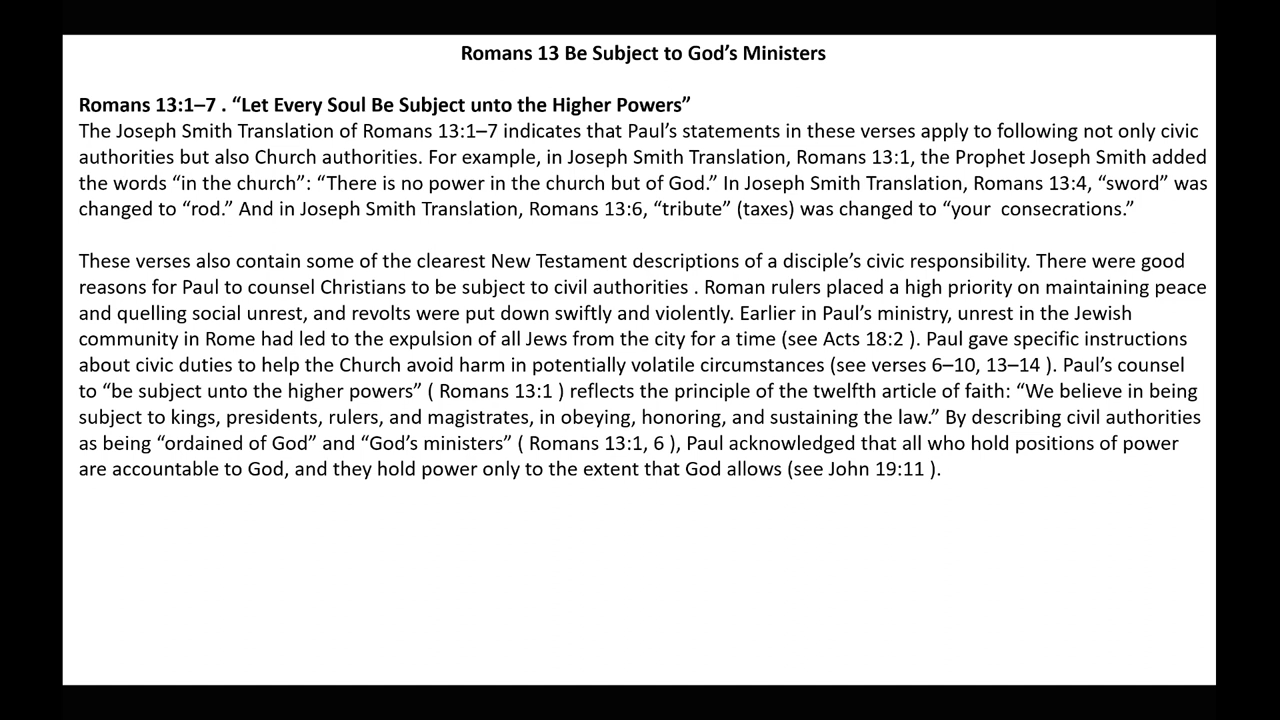 Romans 13 Be Subject to God’s Ministers
Romans 13:1–7 . “Let Every Soul Be Subject unto the Higher Powers”
The Joseph Smith Translation of Romans 13:1–7 indicates that Paul’s statements in these verses apply to following not only civic
authorities but also Church authorities. For example, in Joseph Smith Translation, Romans 13:1, the Prophet Joseph Smith added
the words “in the church”: “There is no power in the church but of God.” In Joseph Smith Translation, Romans 13:4, “sword” was
changed to “rod.” And in Joseph Smith Translation, Romans 13:6, “tribute” (taxes) was changed to “your  consecrations.”
These verses also contain some of the clearest New Testament descriptions of a disciple’s civic responsibility. There were good
reasons for Paul to counsel Christians to be subject to civil authorities . Roman rulers placed a high priority on maintaining peace
and quelling social unrest, and revolts were put down swiftly and violently. Earlier in Paul’s ministry, unrest in the Jewish
community in Rome had led to the expulsion of all Jews from the city for a time (see Acts 18:2 ). Paul gave specific instructions
about civic duties to help the Church avoid harm in potentially volatile circumstances (see verses 6–10, 13–14 ). Paul’s counsel
to “be subject unto the higher powers” ( Romans 13:1 ) reflects the principle of the twelfth article of faith: “We believe in being
subject to kings, presidents, rulers, and magistrates, in obeying, honoring, and sustaining the law.” By describing civil authorities
as being “ordained of God” and “God’s ministers” ( Romans 13:1, 6 ), Paul acknowledged that all who hold positions of power
are accountable to God, and they hold power only to the extent that God allows (see John 19:11 ).